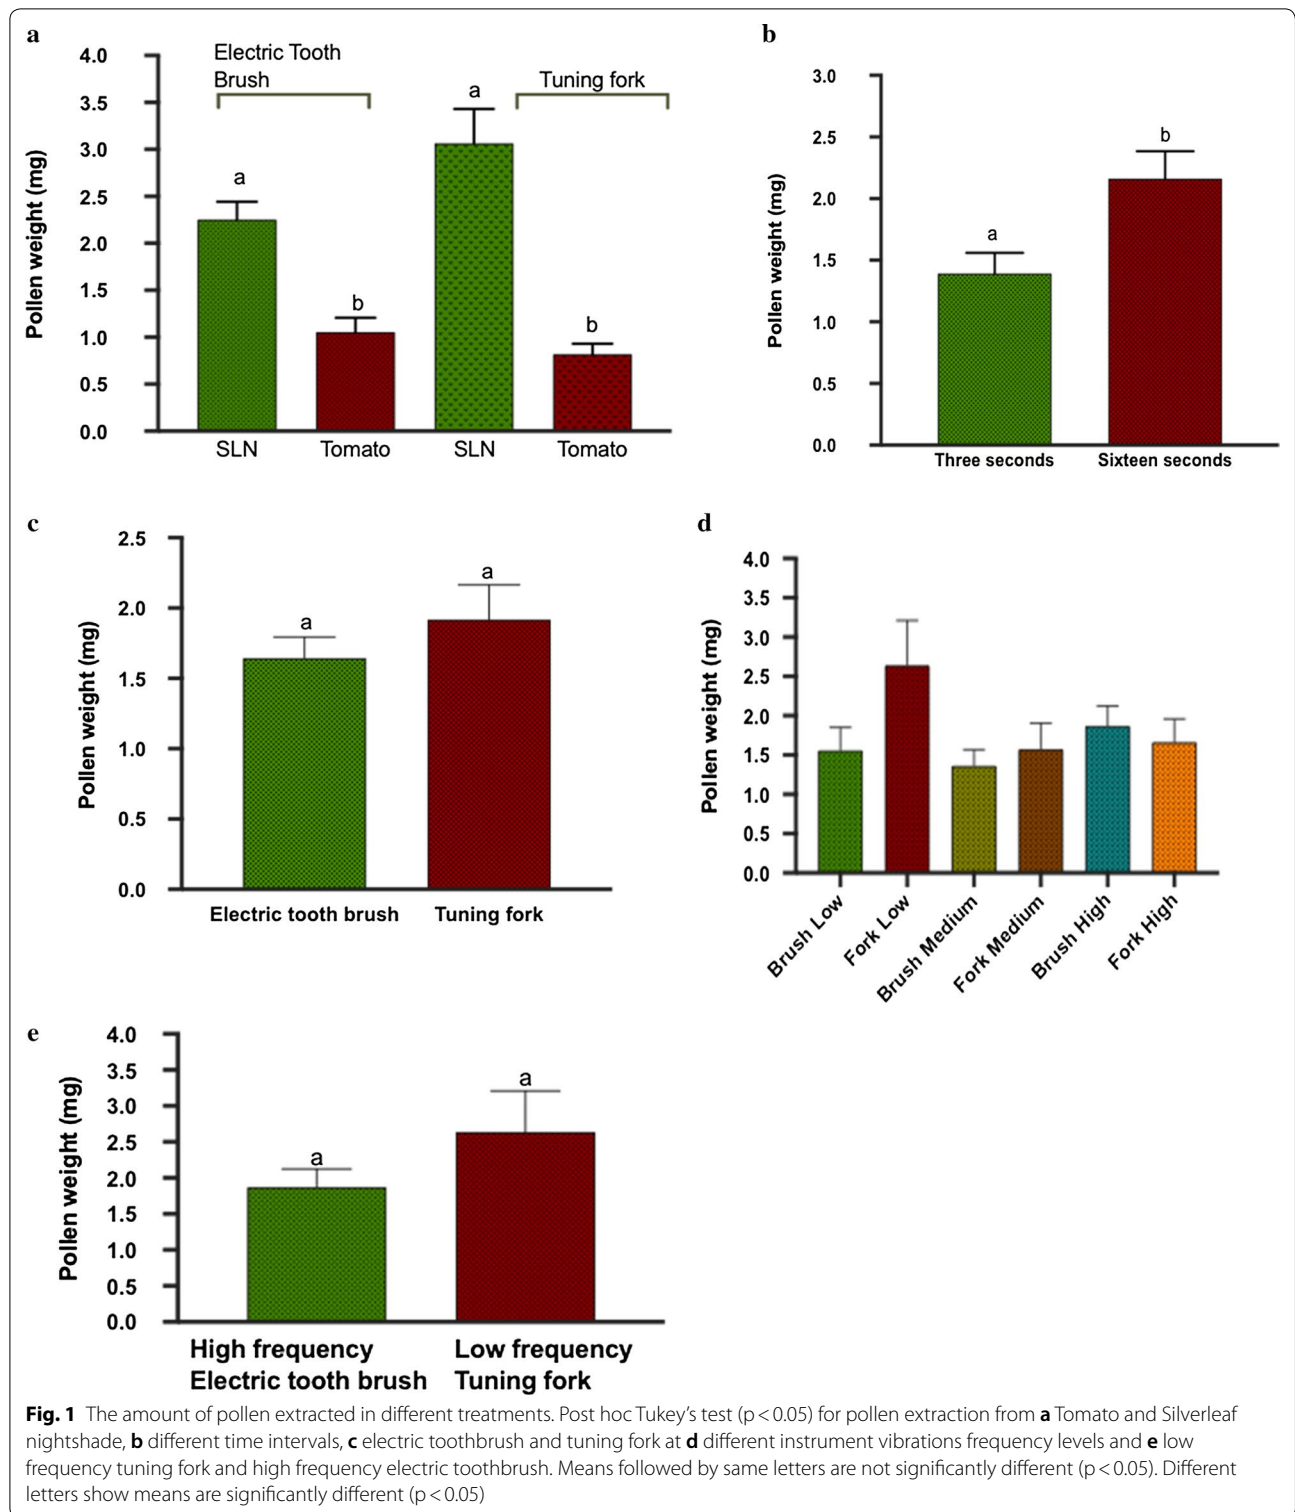 a
Electric Tooth
Brush
Tuning fork
4.0
3.5
3.0
2.5
2.0
1.5
1.0
0.5
0.0
Pollen weight (mg)
a
b
a
b
SLN
Tomato
SLN
Tomato
b
3.0
2.5
2.0
1.5
1.0
0.5
0.0
Pollen weight (mg)
a
b
Three seconds
Sixteen seconds
c
2.5
2.0
1.5
1.0
0.5
0.0
Pollen weight (mg)
a
a
Electric tooth brush
Tuning fork
d
4.0
3.5
3.0
2.5
2.0
1.5
1.0
0.5
0.0
Pollen weight (mg)
Brush Low
Fork Low
Brush Medium
Fork Medium
Brush High
Fork High
e
4.0
3.5
3.0
2.5
2.0
1.5
1.0
0.5
0.0
Pollen weight (mg)
a
a
High frequency
Electric tooth brush
Low frequency
Tuning fork
Fig. 1 The amount of pollen extracted in different treatments. Post hoc Tukey's test (p < 0.05) for pollen extraction from a Tomato and Silverleaf
nightshade, b different time intervals, c electric toothbrush and tuning fork at d different instrument vibrations frequency levels and e low
frequency tuning fork and high frequency electric toothbrush. Means followed by same letters are not significantly different (p < 0.05). Different
letters show means are significantly different (p < 0.05)